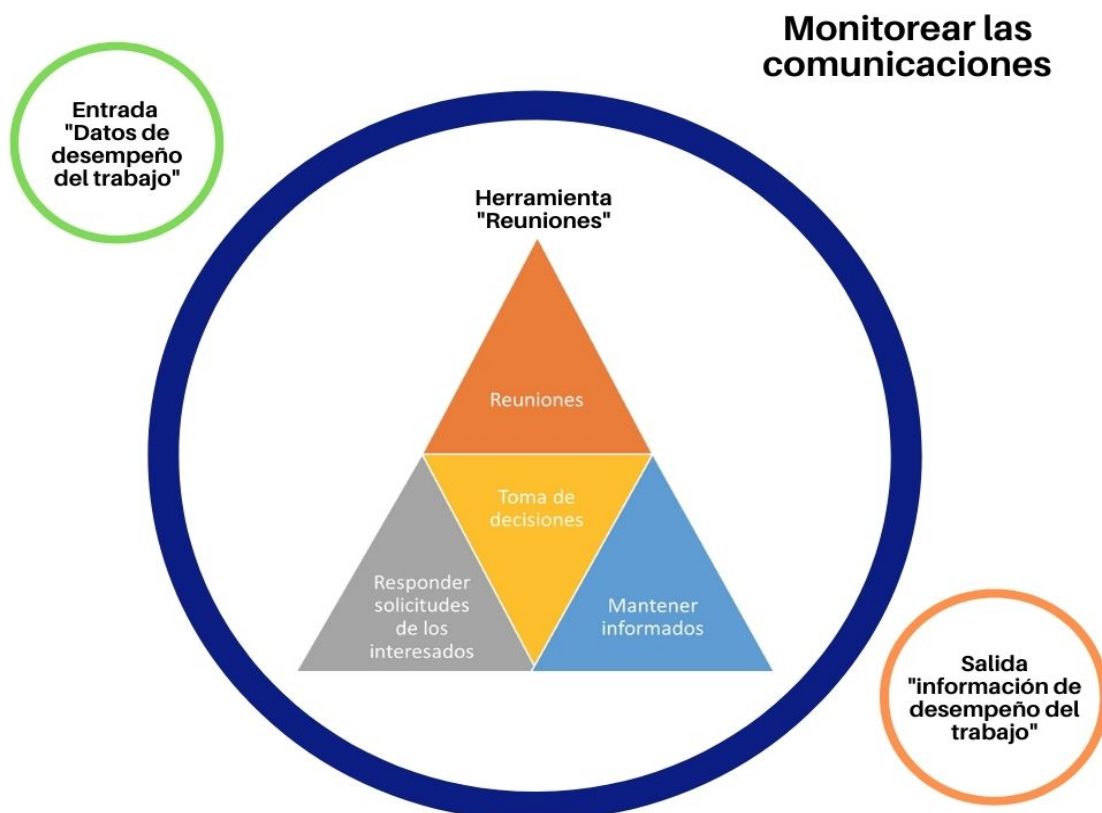 Monitorear las
comunicaciones
Entrada
"Datos de
desempeño
del trabajo"
Herramienta
"Reuniones"
Reuniones
Toma de
decisiones
Responder
solicitudes
de los
interesados
Mantener
informados
Salida
"información de
desempeño del
trabajo"